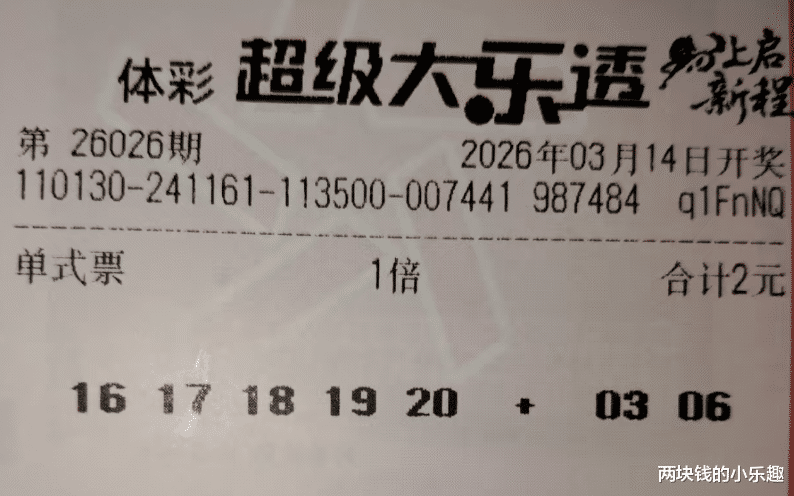 体彩 超级大乐透 马上启
新程
第 26026期 2026年03月14日开奖
110130-241161-113500-007441 987484 q1FnNQ
单式票 1倍 合计2元
16 17 18 19 20 + 03 06
两块钱的小乐趣